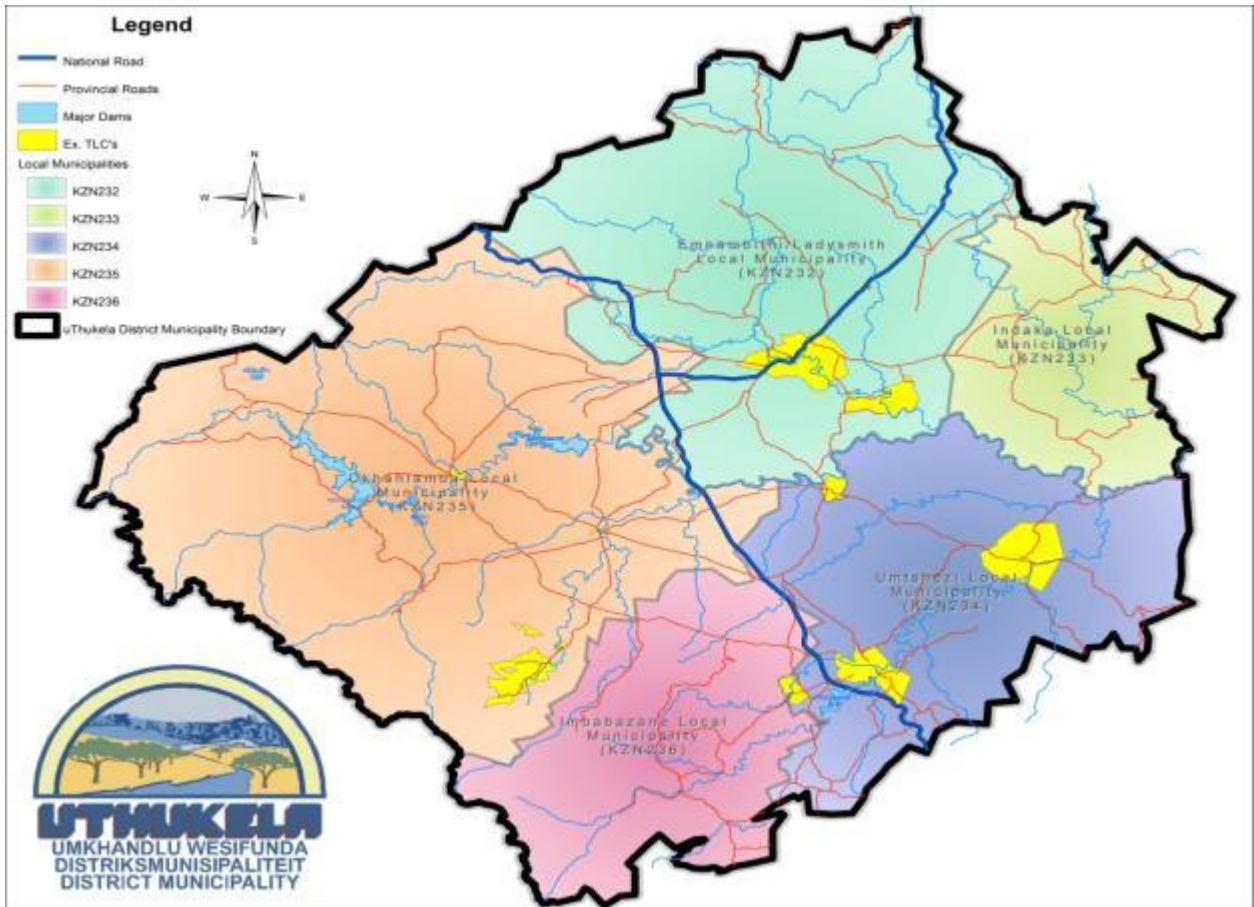 Legend
National Road
Provincial Roads
Major Dams
Ex. TLC's
Local Municipalities
KZN232
KZN233
KZN234
KZN235
KZN236
uThukela District Municipality Boundary
N
W
E
S
Emnambithi/Ladysmith
Local Municipality
(KZN232)
Indaka Local
Municipality
(KZN233)
Okhahlamba Local
Municipality
(KZN235)
Umtshezi Local
Municipality
(KZN234)
Imbabazane Local
Municipality
(KZN236)
UTHUKELA
UMKHANDLU WESIFUNDA
DISTRIKSMUNISIPALITEIT
DISTRICT MUNICIPALITY